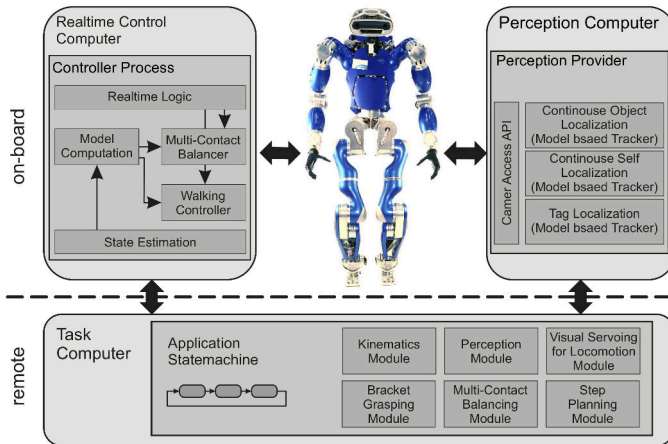 Realtime Control
Computer
Controller Process
Realtime Logic
Model
Computation
Multi-Contact
Balancer
Walking
Controller
State Estimation
Perception Computer
Perception Provider
Camer Access API
Continouse Object
Localization
(Model bsaed Tracker)
Continouse Self
Localization
(Model bsaed Tracker)
Tag Localization
(Model bsaed Tracker)
on-board
remote
Task
Computer
Application
Statemachine
Kinematics
Module
Perception
Module
Visual Servoing
for Locomotion
Module
Bracket
Grasping
Module
Multi-Contact
Balancing
Module
Step
Planning
Module